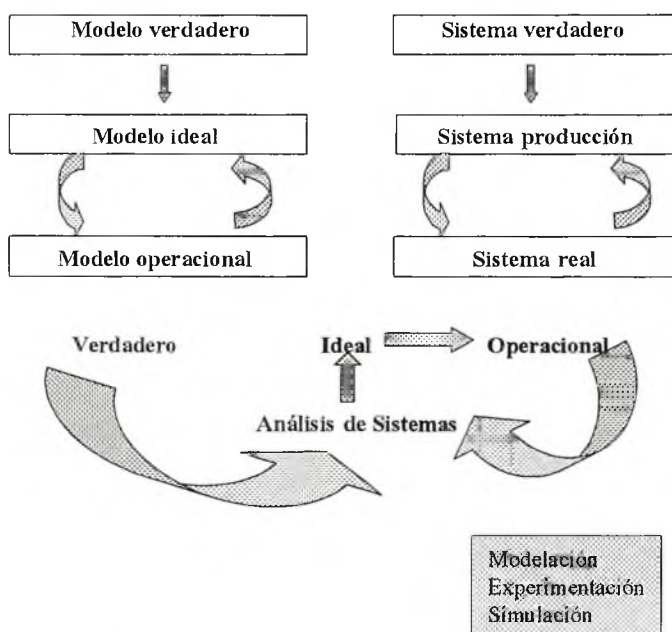 Modelo verdadero
Sistema verdadero
Modelo ideal
Sistema producción
Modelo operacional
Sistema real
Verdadero
Ideal
Operacional
Análisis de Sistemas
Modelación
Experimentación
Simulación